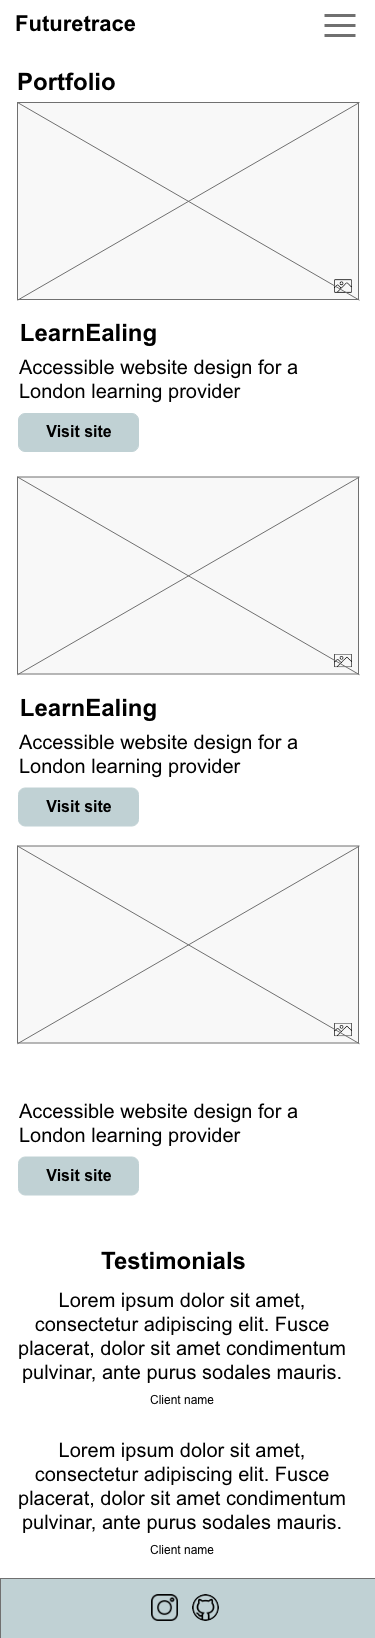 Futuretrace
Portfolio
LearnEaling
Accessible website design for a
London learning provider
Visit site
LearnEaling
Accessible website design for a
London learning provider
Visit site
Accessible website design for a
London learning provider
Visit site
Testimonials
Lorem ipsum dolor sit amet,
consectetur adipiscing elit. Fusce
placerat, dolor sit amet condimentum
pulvinar, ante purus sodales mauris.
Client name
Lorem ipsum dolor sit amet,
consectetur adipiscing elit. Fusce
placerat, dolor sit amet condimentum
pulvinar, ante purus sodales mauris.
Client name